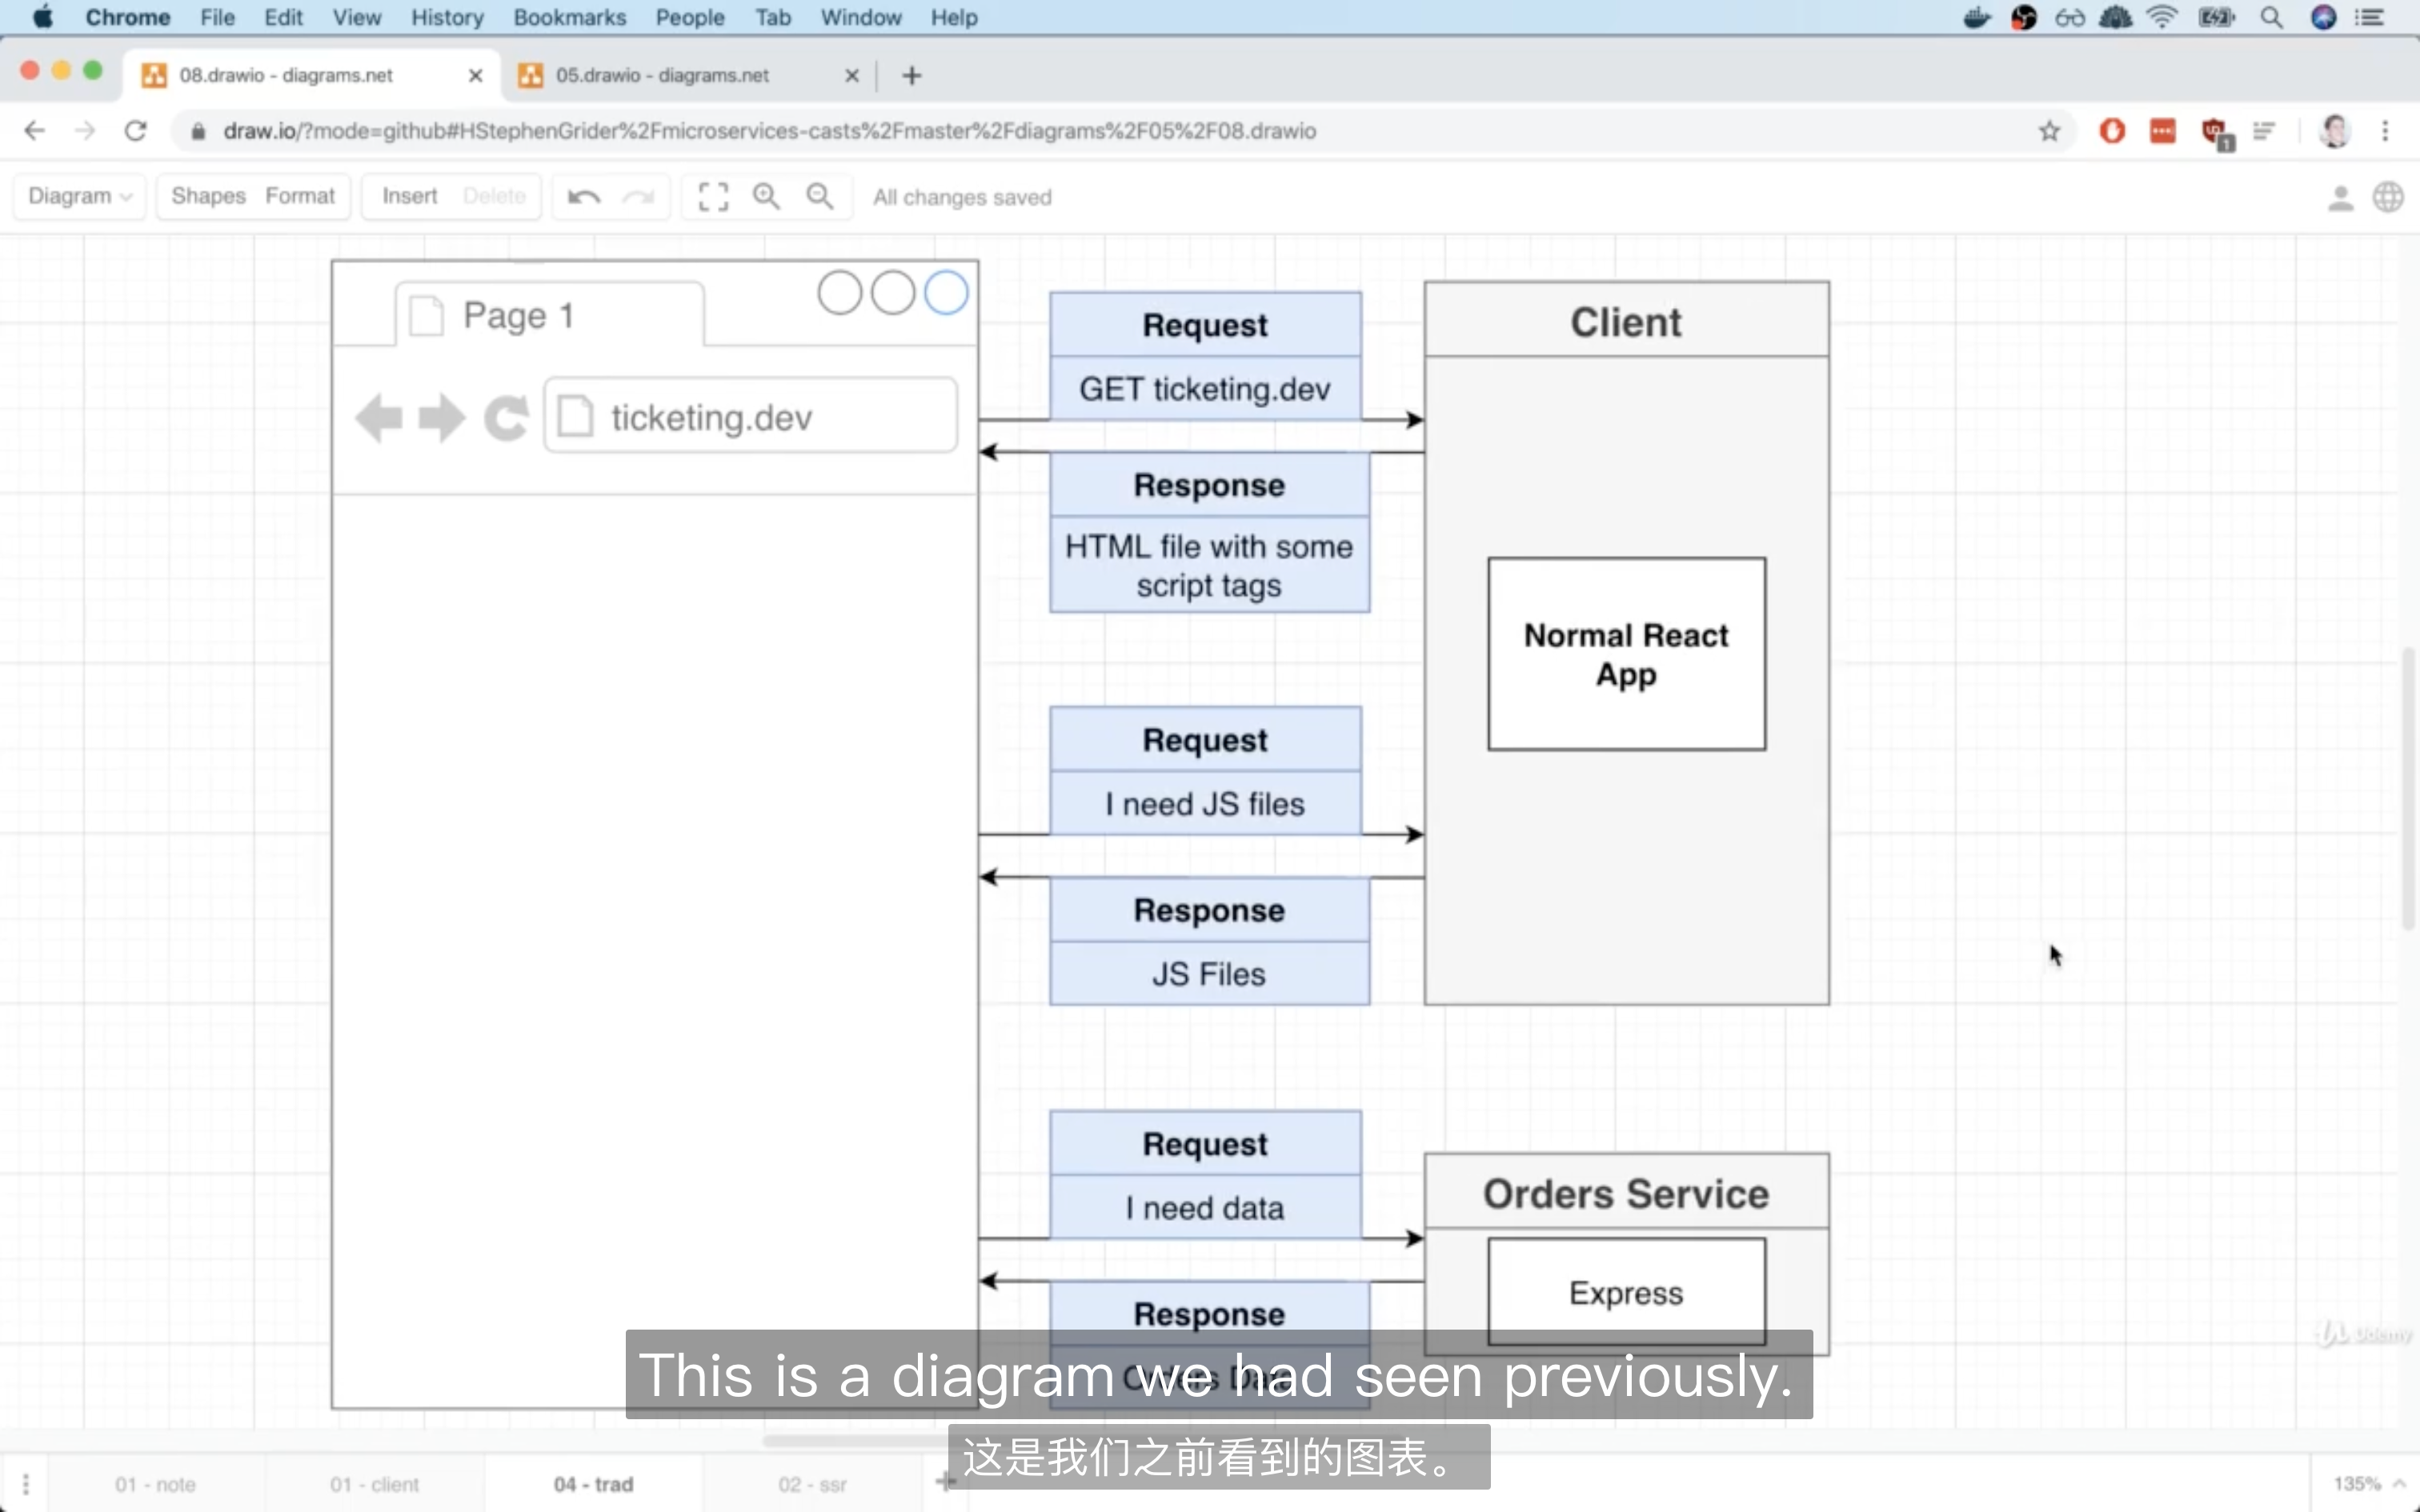 Chrome File Edit View History Bookmarks People Tab Window Help
08.drawio - diagrams.net
05.drawio - diagrams.net
draw.io/?mode=github#HStephenGrider%2Fmicroservices-casts%2Fmaster%2Fdiagrams%2F05%2F08.drawio
1
Diagram
Shapes Format
Insert Delete
All changes saved
Page 1
ticketing.dev
Request
GET ticketing.dev
Response
HTML file with some
script tags
Client
Normal React
App
Request
I need JS files
Response
JS Files
Request
I need data
Response
Orders Data
Orders Service
Express
Udemy
This is a diagram we had seen previously.
这是我们之前看到的图表。
01 - note
01 - client
04 - trad
02 - ssr
135%